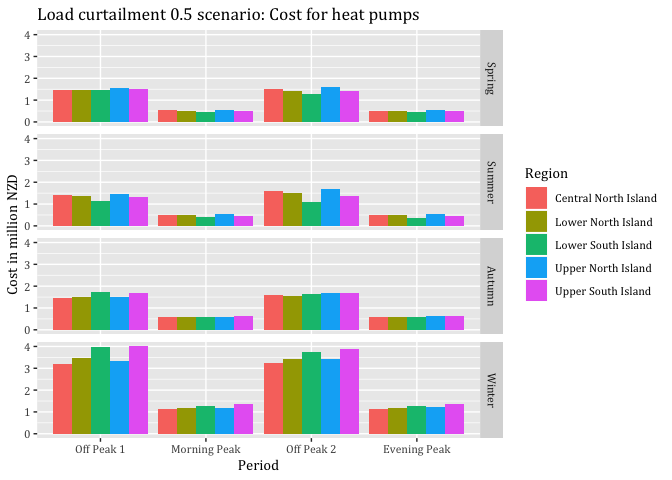 Load curtailment 0.5 scenario: Cost for heat pumps
Cost in million NZD
4
3
2
1
0
Spring
4
3
2
1
0
Summer
4
3
2
1
0
Autumn
4
3
2
1
0
Winter
Off Peak 1
Morning Peak
Off Peak 2
Evening Peak
Period
Region
Central North Island
Lower North Island
Lower South Island
Upper North Island
Upper South Island